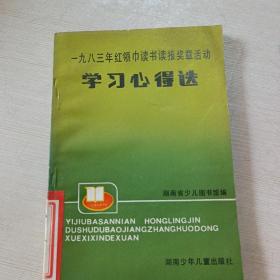 一九八三年红领巾读书读报奖章活动
学习心得选
湖南省少儿图书馆编
YIJIUBASANNIAN HONGLINGJIN
DUSHUDUBAOJIANGZHANGHUODONG
XUEXIXINDEXUAN
湖南少年儿童出版社